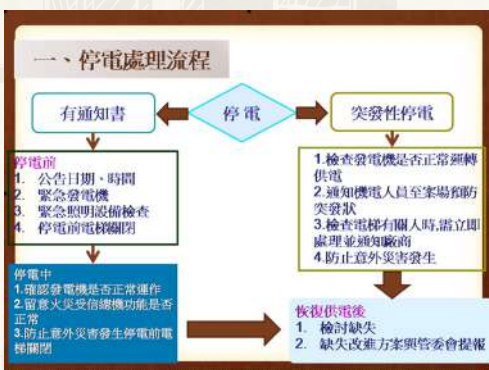 一、停電處理流程
有通知書
停電
突發性停電
停電前
1. 公告日期、時間
2. 緊急發電機
3. 緊急照明設備檢查
4. 停電前電梯關閉
1.檢查發電機是否正常運轉
供電
2.通知機電人員至案場預防
突發狀
3.檢查電梯有關人時,需立即
處理並通知廠商
4.防止意外災害發生
停電中
1.確認發電機是否正常運作
2.留意火災受信總機功能是否
正常
3.防止意外災害發生停電前電
梯關閉
恢復供電後
1. 檢討缺失
2. 缺失改進方案與管委會提報